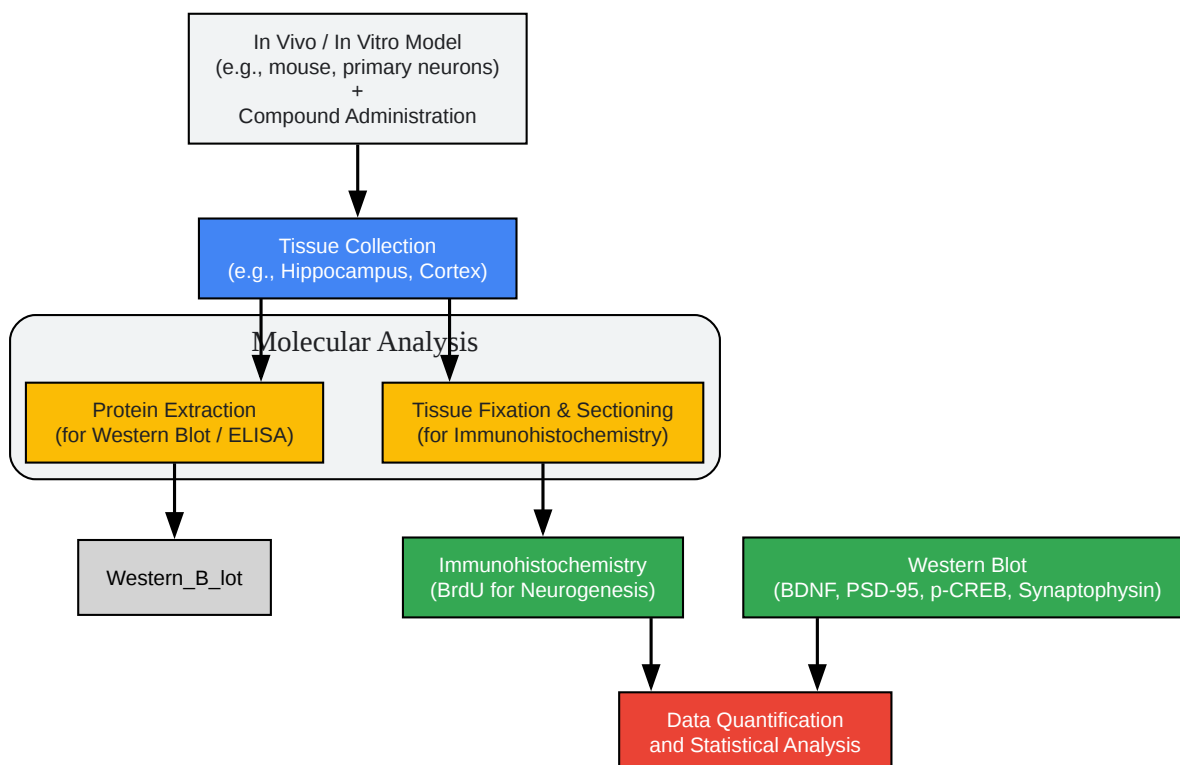 In Vivo / In Vitro Model
(e.g., mouse, primary neurons)
+
Compound Administration
Tissue Collection
(e.g., Hippocampus, Cortex)
Molecular Analysis
Protein Extraction
(for Western Blot / ELISA)
Tissue Fixation & Sectioning
(for Immunohistochemistry)
Western_B_lot
Immunohistochemistry
(BrdU for Neurogenesis)
Western Blot
(BDNF, PSD-95, p-CREB, Synaptophysin)
Data Quantification
and Statistical Analysis